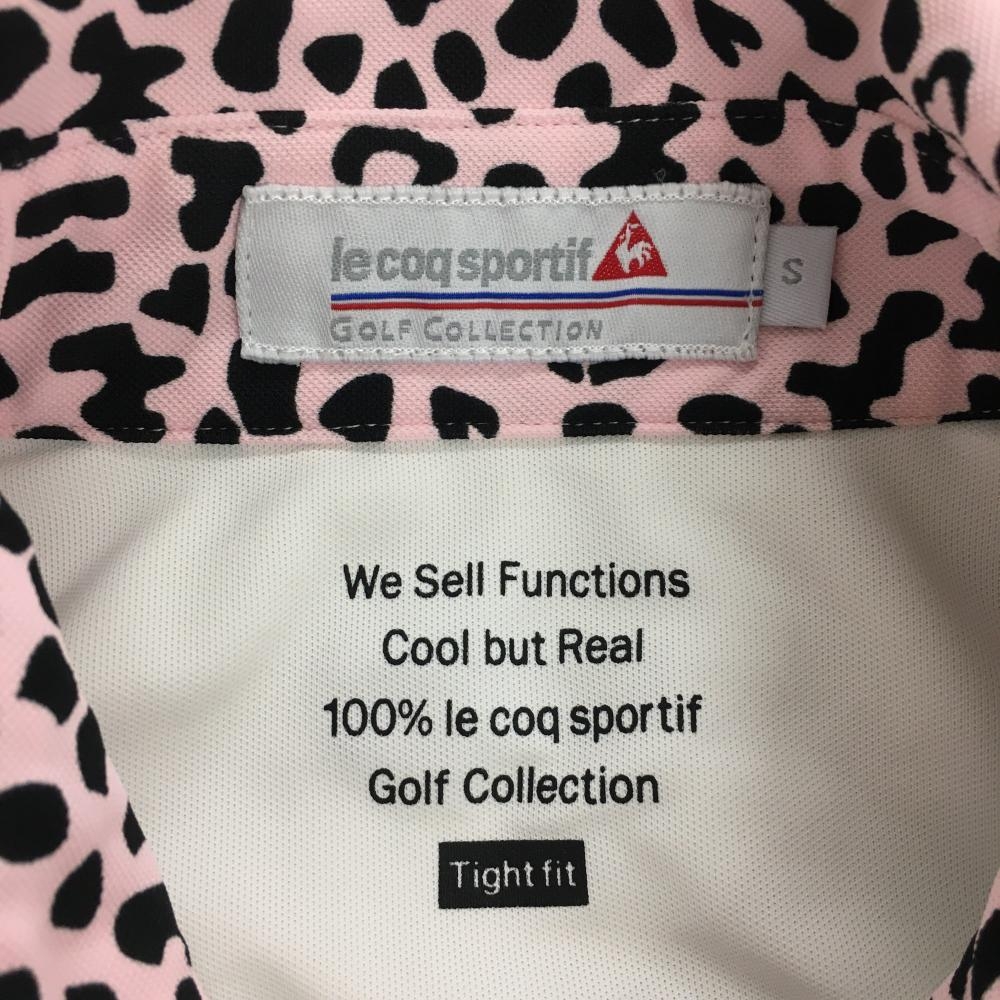 le coq sportif
GOLF COLLECTION
S
We Sell Functions
Cool but Real
100% le coq sportif
Golf Collection
Tight fit